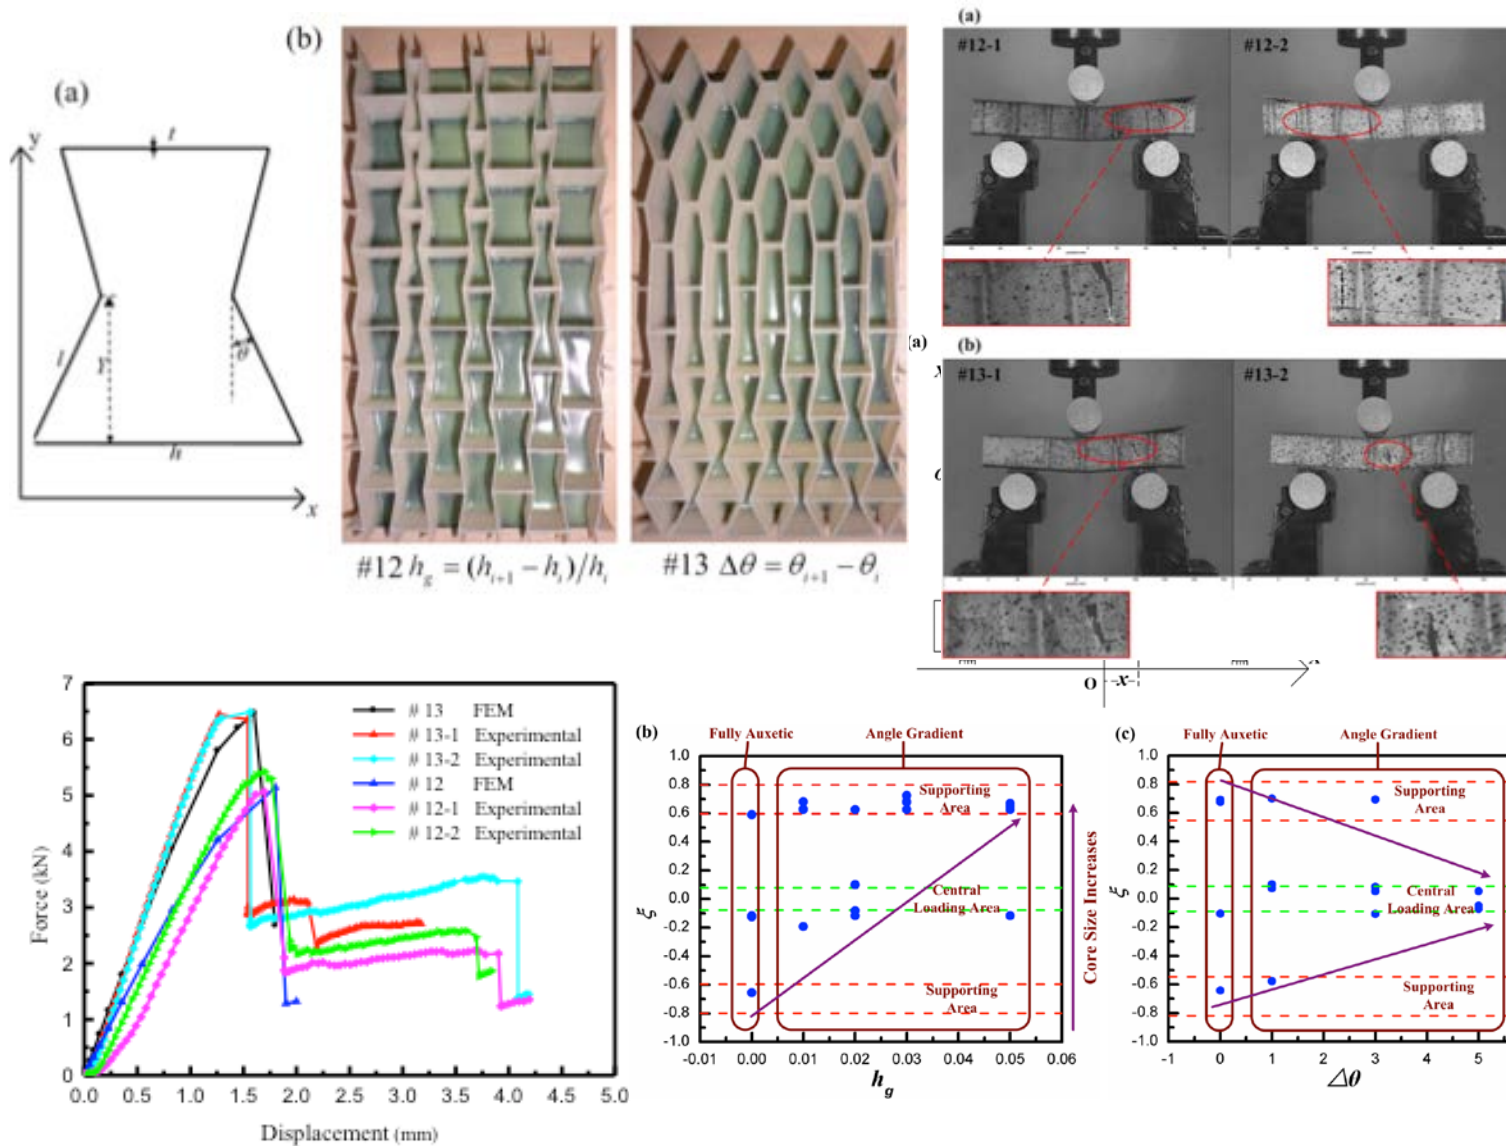 (a)
y
t
l
ξ
θ
h
x
(b)
#12 h_g = (h_{i+1} − h_i)/h_i
#13 Δθ = θ_{i+1} − θ_i
(a)
#12-1
#12-2
(a)
(b)
#13-1
#13-2
O
x
7
6
5
4
3
2
1
0
Force (kN)
0.0 0.5 1.0 1.5 2.0 2.5 3.0 3.5 4.0 4.5 5.0
Displacement (mm)
# 13 FEM
# 13-1 Experimental
# 13-2 Experimental
# 12 FEM
# 12-1 Experimental
# 12-2 Experimental
(b)
Fully Auxetic
Angle Gradient
1.0
0.8
0.6
0.4
0.2
0.0
-0.2
-0.4
-0.6
-0.8
-1.0
ξ
Supporting
Area
Central
Loading Area
Supporting
Area
-0.01 0.00 0.01 0.02 0.03 0.04 0.05 0.06
h_g
Core Size Increases
(c)
Fully Auxetic
Angle Gradient
1.0
0.8
0.6
0.4
0.2
0.0
-0.2
-0.4
-0.6
-0.8
-1.0
ξ
Supporting
Area
Central
Loading Area
Supporting
Area
-1 0 1 2 3 4 5
△θ